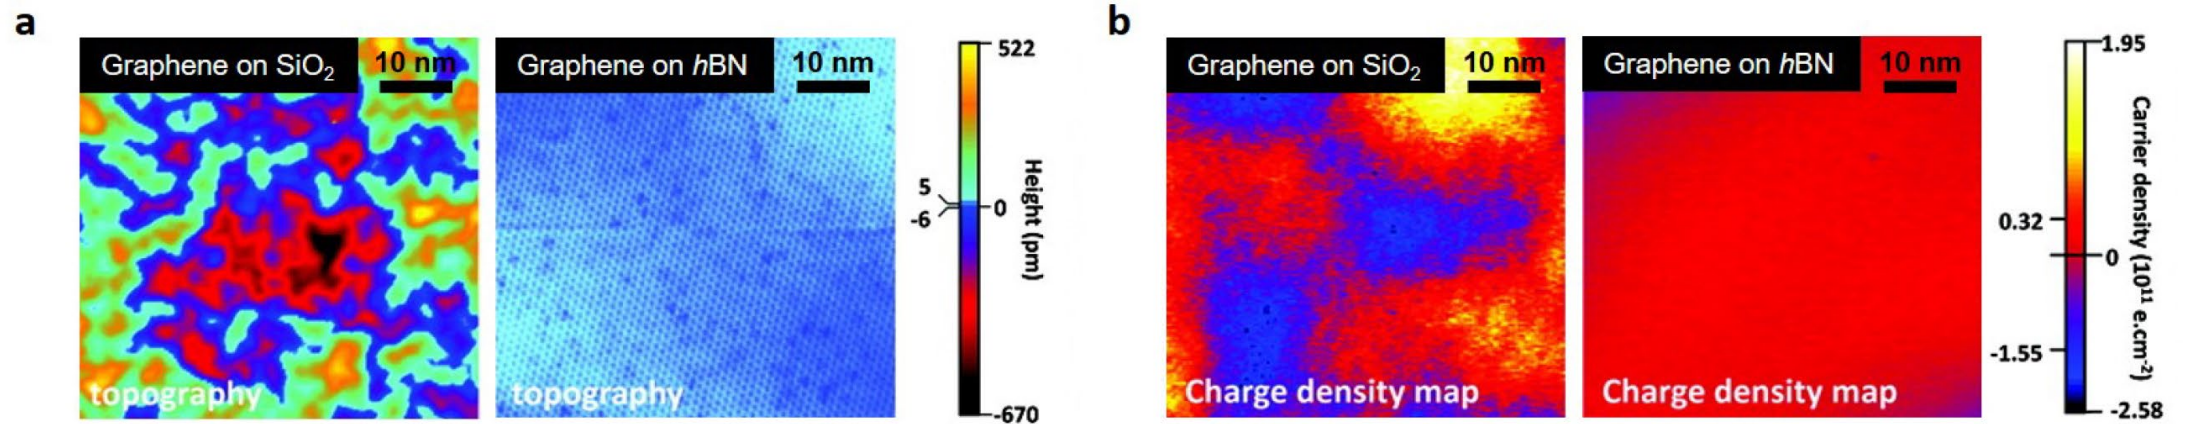 a
Graphene on SiO₂
10 nm
topography
Graphene on hBN
10 nm
topography
522
5
-6
0
-670
Height (pm)
b
Graphene on SiO₂
10 nm
Charge density map
Graphene on hBN
10 nm
Charge density map
1.95
0.32
0
-1.55
-2.58
Carrier density (10¹¹ e.cm⁻²)